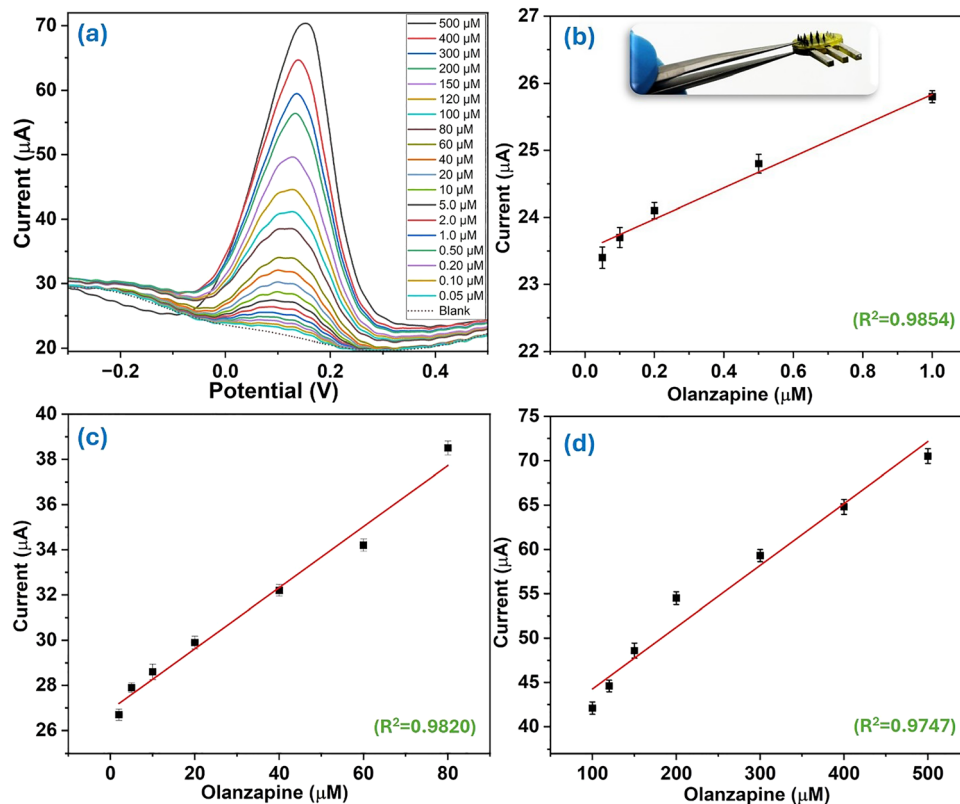 (a)
70
60
50
40
30
20
−0.2
0.0
0.2
0.4
Current (µA)
Potential (V)
500 µM
400 µM
300 µM
200 µM
150 µM
120 µM
100 µM
80 µM
60 µM
40 µM
20 µM
10 µM
5.0 µM
2.0 µM
1.0 µM
0.50 µM
0.20 µM
0.10 µM
0.05 µM
Blank
(b)
27
26
25
24
23
22
0.0
0.2
0.4
0.6
0.8
1.0
Current (µA)
Olanzapine (µM)
(R²=0.9854)
(c)
40
38
36
34
32
30
28
26
0
20
40
60
80
Current (µA)
Olanzapine (µM)
(R²=0.9820)
(d)
75
70
65
60
55
50
45
40
100
200
300
400
500
Current (µA)
Olanzapine (µM)
(R²=0.9747)